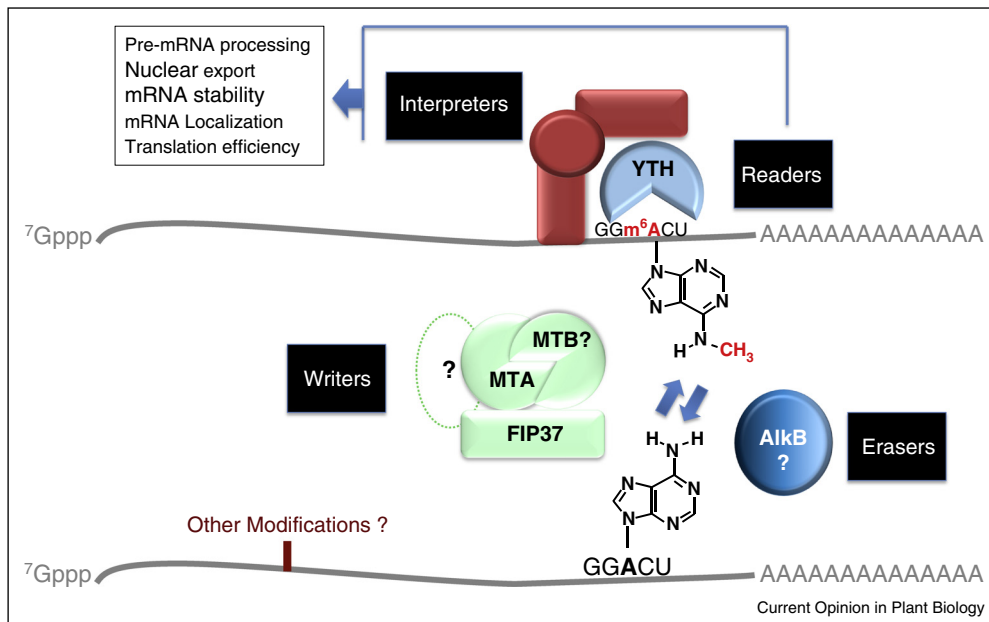 Pre-mRNA processing
Nuclear export
mRNA stability
mRNA Localization
Translation efficiency
Interpreters
YTH
Readers
⁷Gppp
GGm⁶ACU
AAAAAAAAAAAAAA
N
N
N
N
H
N
CH₃
Writers
?
MTB?
MTA
FIP37
H
H
N
AlkB
?
Erasers
N
N
N
N
Other Modifications ?
⁷Gppp
GGACU
AAAAAAAAAAAAAA
Current Opinion in Plant Biology